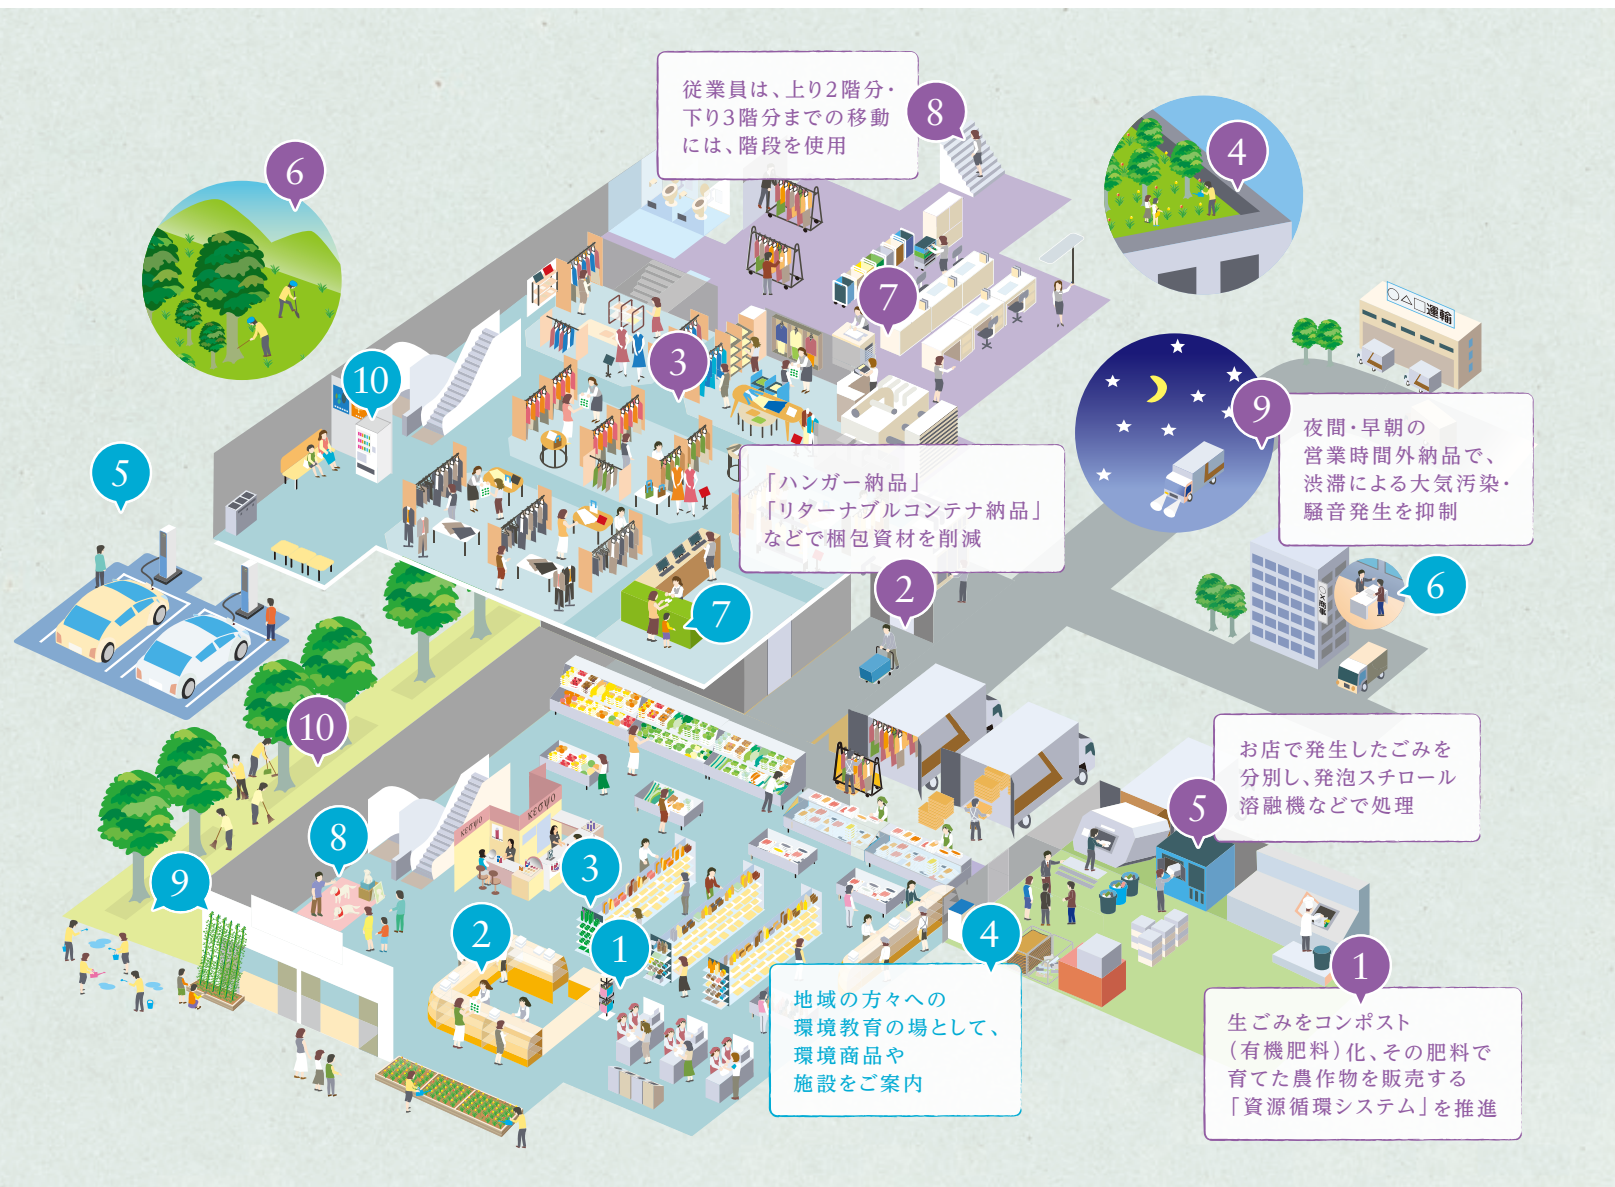 従業員は、上り2階分・
下り3階分までの移動
には、階段を使用
8
4
6
7
3
10
○△□運輸
9
夜間・早朝の
営業時間外納品で、
渋滞による大気汚染・
騒音発生を抑制
5
「ハンガー納品」
「リターナブルコンテナ納品」
などで梱包資材を削減
2
7
○×商事
6
10
お店で発生したごみを
分別し、発泡スチロール
溶融機などで処理
5
KEOΨO
KEOΨO
8
3
9
2
1
4
地域の方々への
環境教育の場として、
環境商品や
施設をご案内
1
生ごみをコンポスト
(有機肥料)化、その肥料で
育てた農作物を販売する
「資源循環システム」を推進